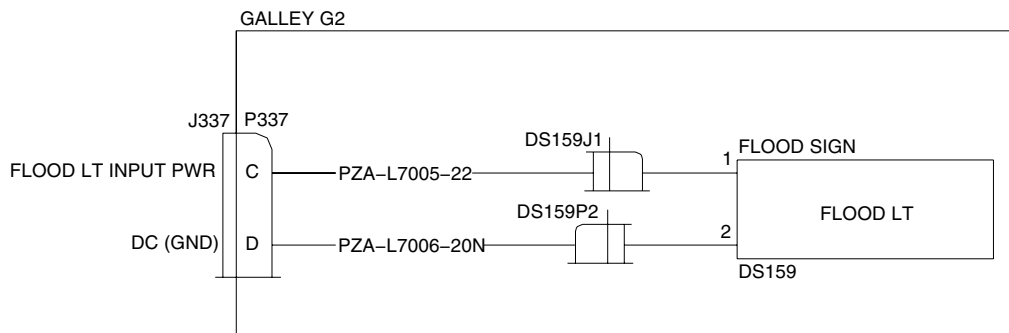 GALLEY G2
J337 P337
DS159J1
1 FLOOD SIGN
FLOOD LT INPUT PWR C PZA-L7005-22
FLOOD LT
DS159P2
2
DC (GND) D PZA-L7006-20N
DS159